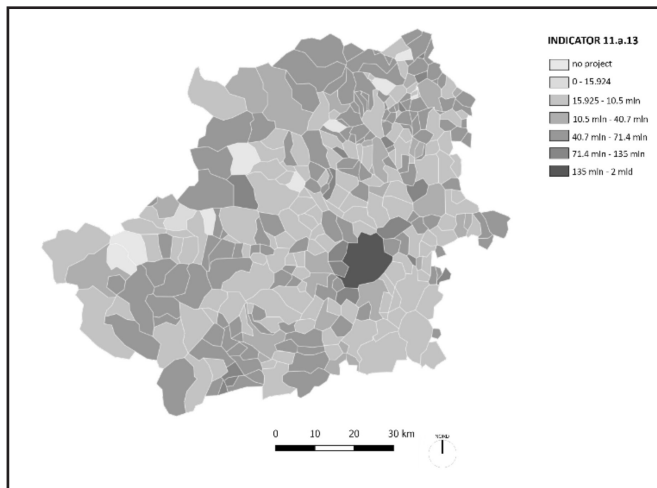 INDICATOR 11.a.13
no project
0 - 15.924
15.925 - 10.5 mln
10.5 mln - 40.7 mln
40.7 mln - 71.4 mln
71.4 mln - 135 mln
135 mln - 2 mld
0 10 20 30 km
NORD